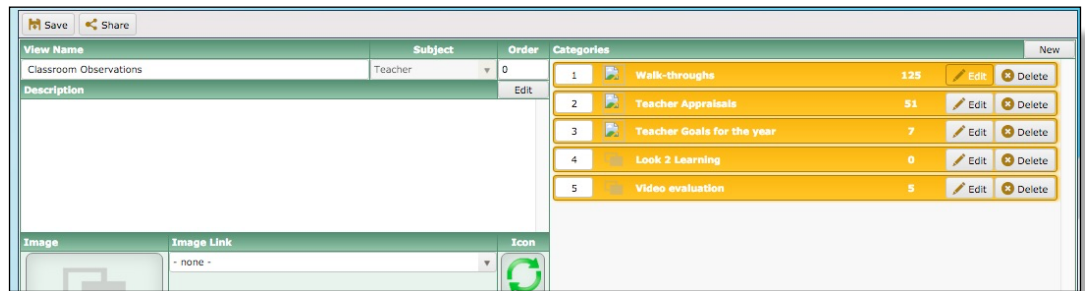 Save Share
View Name Subject Order Categories New
Classroom Observations Teacher 0
1 Walk-throughs 125 Edit Delete
Description Edit
2 Teacher Appraisals 51 Edit Delete
3 Teacher Goals for the year 7 Edit Delete
4 Look 2 Learning 0 Edit Delete
5 Video evaluation 5 Edit Delete
Image Image Link Icon
- none -